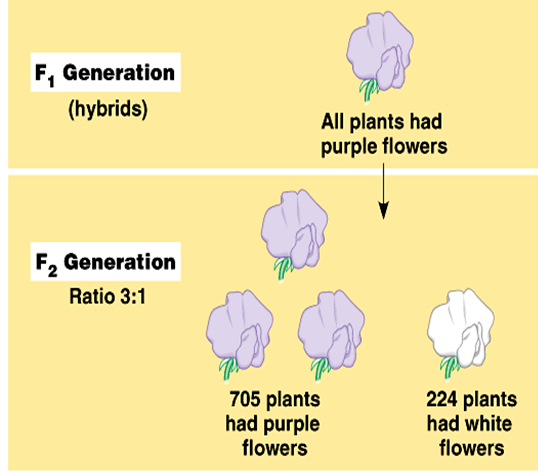 F₁ Generation
(hybrids)
All plants had
purple flowers
F₂ Generation
Ratio 3:1
705 plants
had purple
flowers
224 plants
had white
flowers